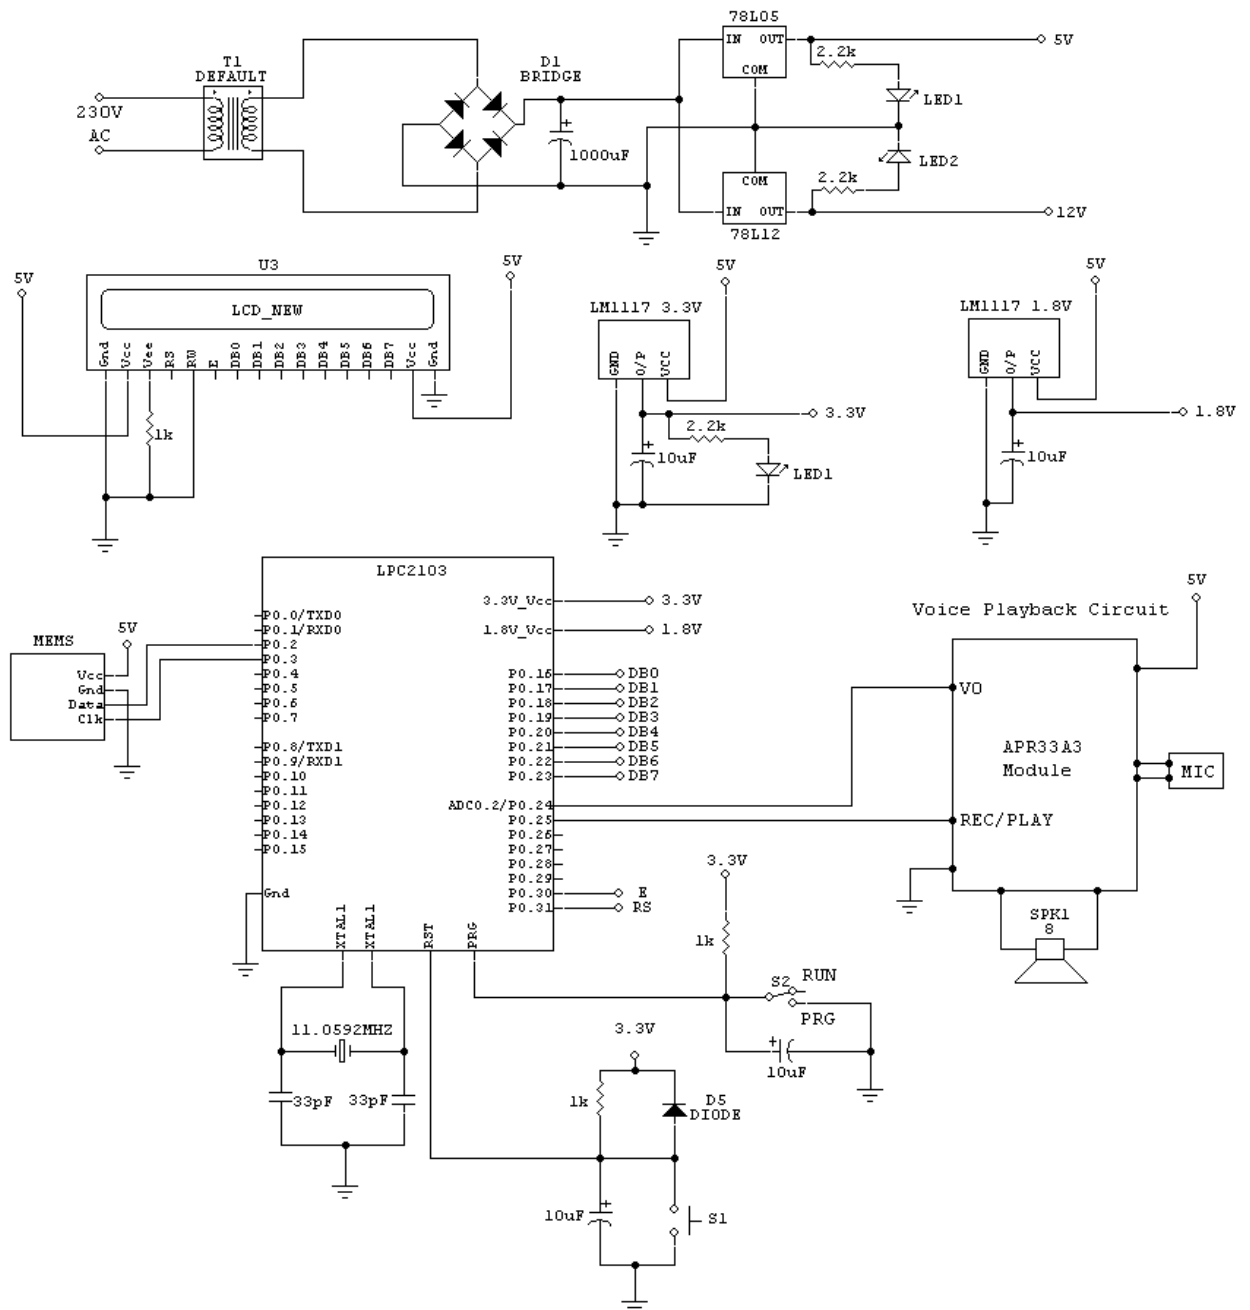 78L05
IN OUT
COM
5V
2.2k
LED1
T1
DEFAULT
230V
AC
D1
BRIDGE
1000uF
LED2
2.2k
COM
IN OUT
78L12
12V
5V
U3
LCD_NEW
Gnd
Vcc
Vee
RS
RW
E
DB0
DB1
DB2
DB3
DB4
DB5
DB6
DB7
Vcc
Gnd
5V
1k
5V
LM1117 3.3V
GND
O/P
VCC
3.3V
2.2k
10uF
LED1
5V
LM1117 1.8V
GND
O/P
VCC
1.8V
10uF
LPC2103
3.3V_Vcc
3.3V
1.8V_Vcc
1.8V
P0.0/TXD0
P0.1/RXD0
P0.2
P0.3
P0.4
P0.5
P0.6
P0.7
P0.8/TXD1
P0.9/RXD1
P0.10
P0.11
P0.12
P0.13
P0.14
P0.15
Gnd
P0.16 DB0
P0.17 DB1
P0.18 DB2
P0.19 DB3
P0.20 DB4
P0.21 DB5
P0.22 DB6
P0.23 DB7
ADC0.2/P0.24
P0.25
P0.26
P0.27
P0.28
P0.29
P0.30 E
P0.31 RS
XTAL1
XTAL1
RST
PRG
MEMS
5V
Vcc
Gnd
Data
Clk
Voice Playback Circuit
5V
VO
APR33A3
Module
MIC
REC/PLAY
SPK1
8
3.3V
1k
S2
RUN
PRG
10uF
11.0592MHZ
33pF
33pF
3.3V
1k
D5
DIODE
10uF
S1